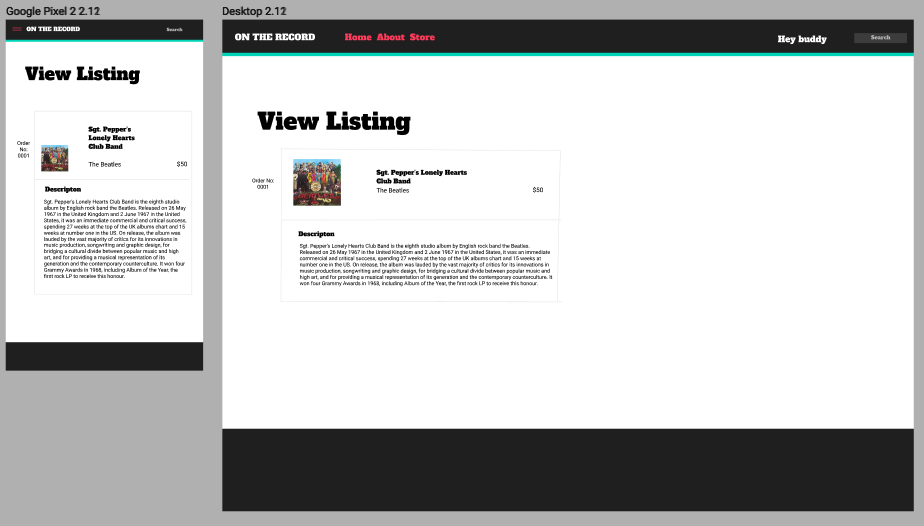 Google Pixel 2 2.12
ON THE RECORD
Search
View Listing
Order
No:
0001
Sgt. Pepper's
Lonely Hearts
Club Band
The Beatles
$50
Descripton
Sgt. Pepper's Lonely Hearts Club Band is the eighth studio
album by English rock band the Beatles. Released on 26 May
1967 in the United Kingdom and 2 June 1967 in the United
States, it was an immediate commercial and critical success,
spending 27 weeks at the top of the UK albums chart and 15
weeks at number one in the US. On release, the album was
lauded by the vast majority of critics for its innovations in
music production, songwriting and graphic design, for
bridging a cultural divide between popular music and high
art, and for providing a musical representation of its
generation and the contemporary counterculture. It won four
Grammy Awards in 1968, including Album of the Year, the
first rock LP to receive this honour.
Desktop 2.12
ON THE RECORD
Home About Store
Hey buddy
Search
View Listing
Order No:
0001
Sgt. Pepper's Lonely Hearts
Club Band
The Beatles
$50
Descripton
Sgt. Pepper's Lonely Hearts Club Band is the eighth studio album by English rock band the Beatles.
Released on 26 May 1967 in the United Kingdom and 2 June 1967 in the United States, it was an immediate
commercial and critical success, spending 27 weeks at the top of the UK albums chart and 15 weeks at
number one in the US. On release, the album was lauded by the vast majority of critics for its innovations in
music production, songwriting and graphic design, for bridging a cultural divide between popular music and
high art, and for providing a musical representation of its generation and the contemporary counterculture. It
won four Grammy Awards in 1968, including Album of the Year, the first rock LP to receive this honour.